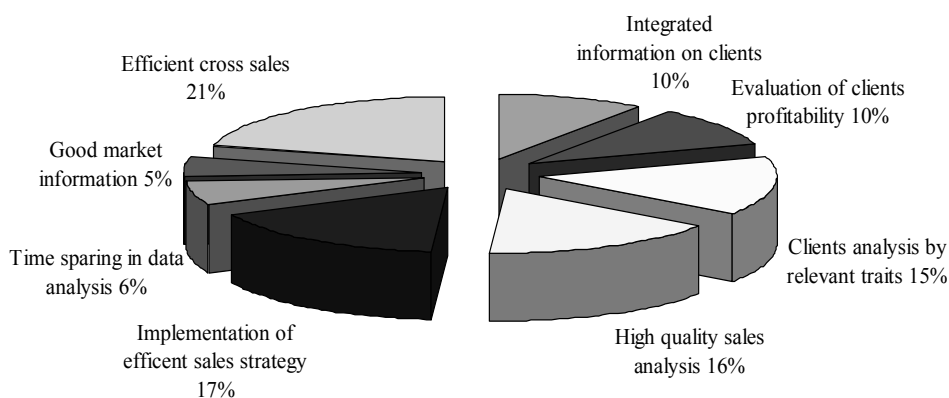 Integrated
information on clients
10%
Evaluation of clients
profitability 10%
Clients analysis by
relevant traits 15%
High quality sales
analysis 16%
Implementation of
efficent sales strategy
17%
Time sparing in data
analysis 6%
Good market
information 5%
Efficient cross sales
21%